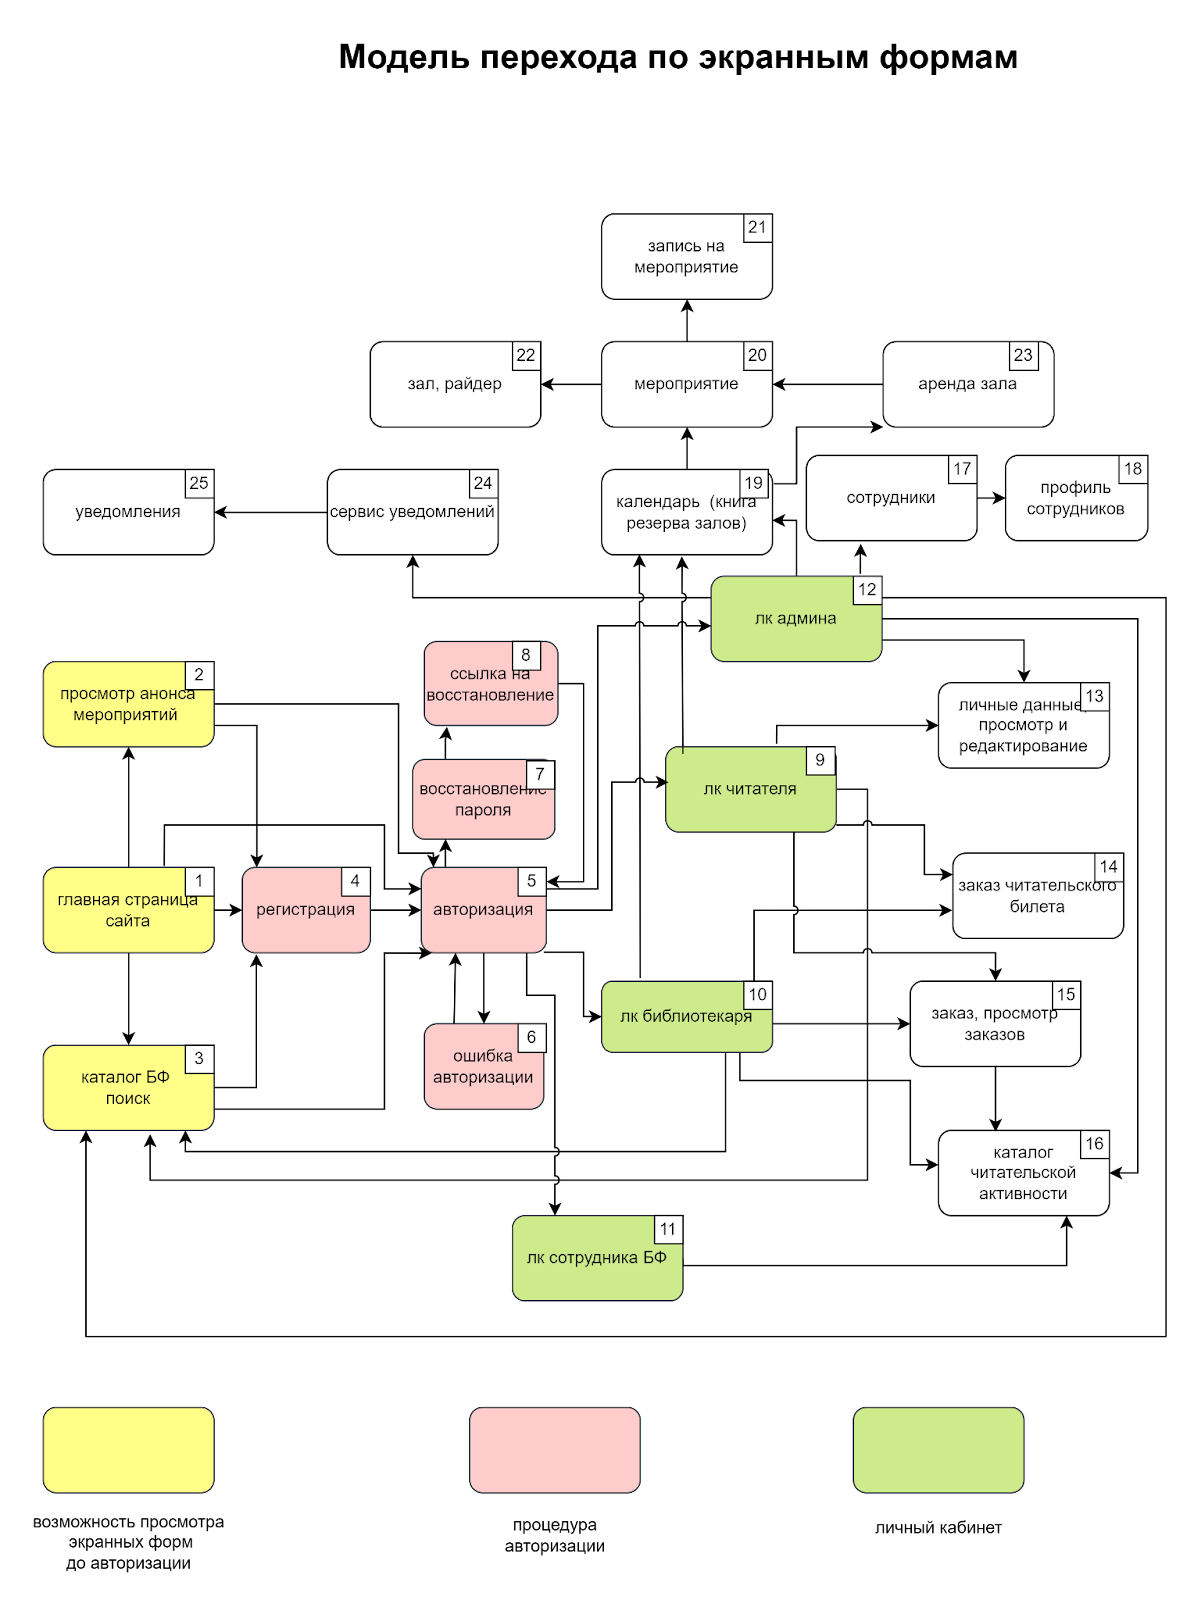 Модель перехода по экранным формам
21
запись на
мероприятие
22
зал, райдер
20
мероприятие
23
аренда зала
25
уведомления
24
сервис уведомлений
19
календарь (книга
резерва залов)
17
сотрудники
18
профиль
сотрудников
12
лк админа
2
просмотр анонса
мероприятий
8
ссылка на
восстановление
13
личные данные,
просмотр и
редактирование
7
восстановление
пароля
9
лк читателя
1
главная страница
сайта
4
регистрация
5
авторизация
14
заказ читательского
билета
10
лк библиотекаря
15
заказ, просмотр
заказов
3
каталог БФ
поиск
6
ошибка
авторизации
16
каталог
читательской
активности
11
лк сотрудника БФ
возможность просмотра
экранных форм
до авторизации
процедура
авторизации
личный кабинет